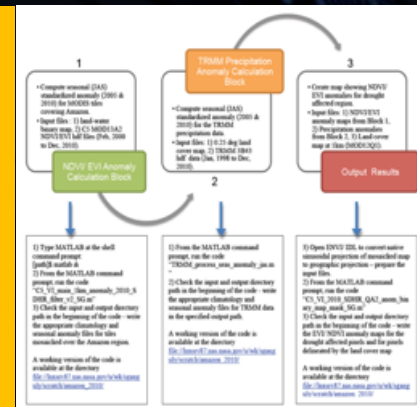 1
• Compute seasonal (JAS)
standardized anomaly (2005 &
2010) for MODIS tiles
covering Amazon.
• Input files : 1) land-water
binary map, 2) C5 MOD13A2
NDVI/EVI hdf files (Feb, 2000
to Dec, 2010).
NDVI/ EVI Anomaly
Calculation Block
TRMM Precipitation
Anomaly Calculation
Block
• Compute seasonal (JAS)
standardized anomaly (2005 &
2010) for the TRMM
precipitation data.
• Input files: 1) 0.25 deg land
cover map, 2) TRMM 3B43
hdf data (Jan, 1998 to Dec,
2010).
2
3
• Create map showing NDVI/
EVI anomalies for drought
affected region.
• Input files: 1) NDVI/EVI
anomaly maps from Block 1,
2) Precipitation anomalies
from Block 2, 3) Land cover
map at 1km (MOD12Q1).
Output Results
1) Type MATLAB at the shell
command prompt:
[path]$ matlab &
2) From the MATLAB command
prompt, run the code
3) Check the input and output directory
path in the beginning of the code - write
the appropriate climatology and
seasonal anomaly files for tiles
mosaicked over the Amazon region.
A working version of the code is
available at the directory
1) From the MATLAB command
prompt, run the code
2) Check the input and output directory
path in the beginning of the code - write
the appropriate climatology and
seasonal anomaly files for TRMM data
in the specified output path.
A working version of the code is
available at the directory
3) Open ENVI/ IDL to convert native
sinusoidal projection of mosaicked map
to geographic projection – prepare the
input files.
2) From the MATLAB command
prompt, run the code
3) Check the input and output directory
path in the beginning of the code - write
the EVI/ NDVI anomaly maps for the
drought affected pixels and for pixels
delineated by the land cover map.
A working version of the code is
available at the directory